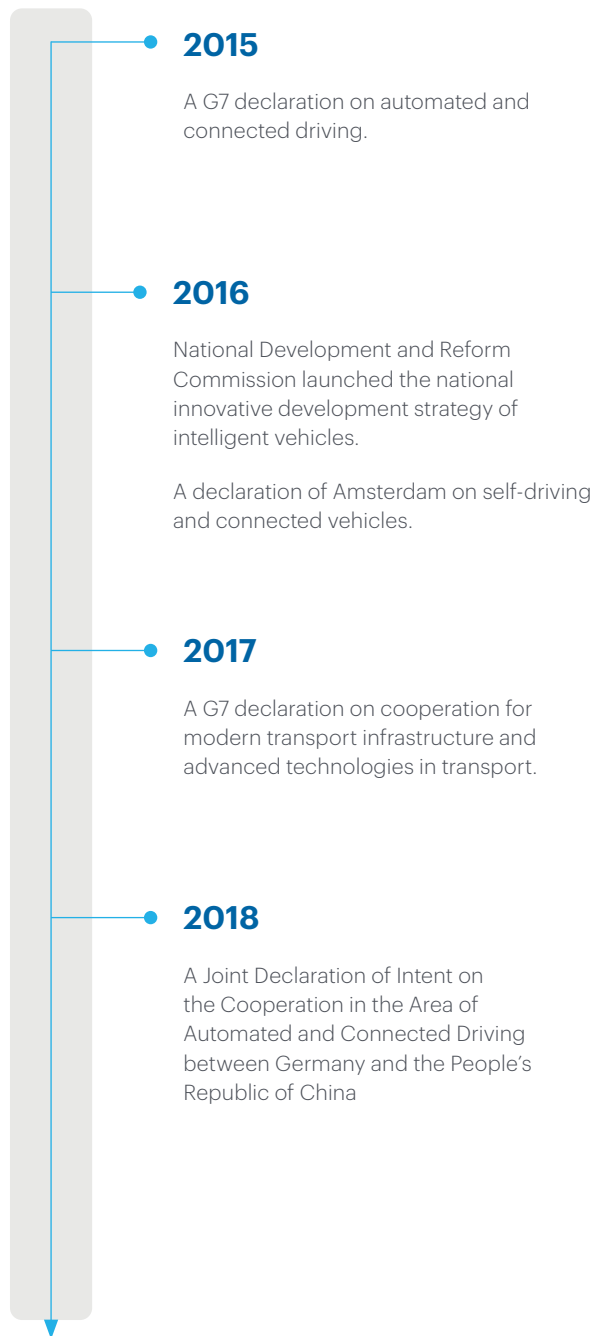 2015
A G7 declaration on automated and
connected driving.
2016
National Development and Reform
Commission launched the national
innovative development strategy of
intelligent vehicles.
A declaration of Amsterdam on self-driving
and connected vehicles.
2017
A G7 declaration on cooperation for
modern transport infrastructure and
advanced technologies in transport.
2018
A Joint Declaration of Intent on
the Cooperation in the Area of
Automated and Connected Driving
between Germany and the People’s
Republic of China